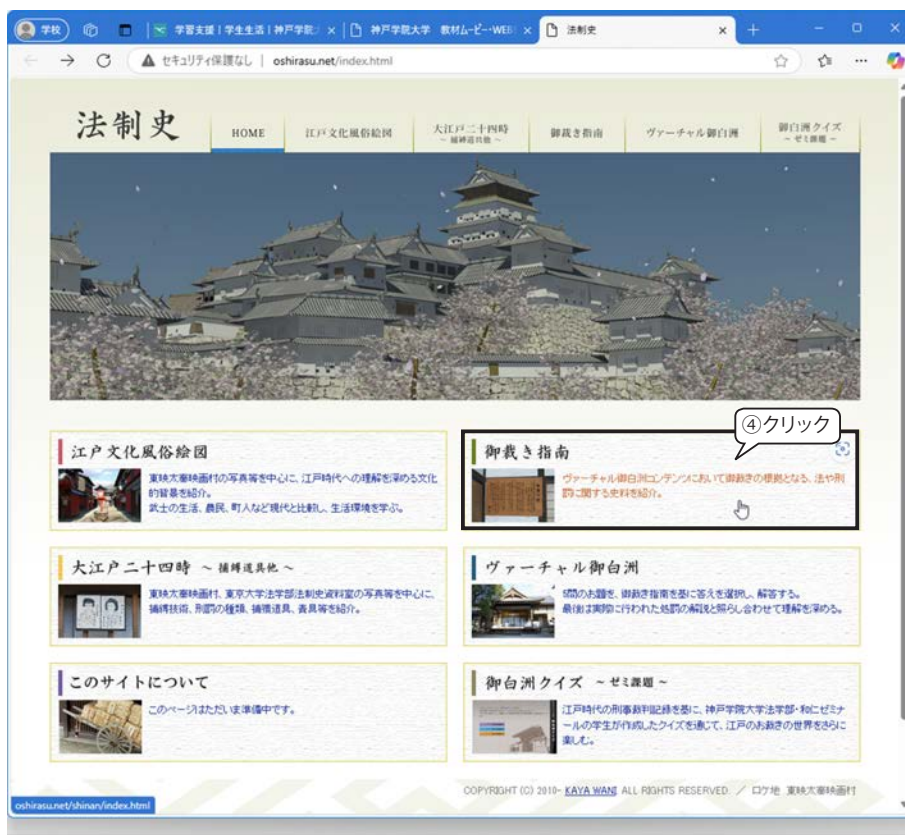 学校
学習支援 | 学生生活 | 神戸学院
神戸学院大学 教材ムービー･･WEB
法制史
セキュリティ保護なし | oshirasu.net/index.html
法制史
HOME
江戸文化風俗絵図
大江戸二十四時
～ 捕縛道具他 ～
御裁き指南
ヴァーチャル御白洲
御白洲クイズ
～ ゼミ課題 ～
④クリック
江戸文化風俗絵図
東映太秦映画村の写真等を中心に、江戸時代への理解を深める文化
的背景を紹介。
武士の生活、農民、町人など現代と比較し、生活環境を学ぶ。
御裁き指南
ヴァーチャル御白洲コンテンツにおいて御裁きの根拠となる、法や刑
罰に関する史料を紹介。
大江戸二十四時 ～ 捕縛道具他 ～
東映太秦映画村、東京大学法学部法制史資料室の写真等を中心に、
捕縛技術、刑罰の種類、捕獲道具、責具等を紹介。
ヴァーチャル御白洲
5問のお題を、御裁き指南を基に答えを選択し、解答する。
最後は実際に行われた処罰の解説と照らし合わせて理解を深める。
このサイトについて
このページはただいま準備中です。
御白洲クイズ ～ ゼミ課題 ～
江戸時代の刑事裁判記録を基に、神戸学院大学法学部・和仁ゼミナ
ールの学生が作成したクイズを通じて、江戸のお裁きの世界をさらに
楽しむ。
COPYRIGHT (C) 2010- KAYA WANI ALL RIGHTS RESERVED. ／ ロケ地 東映太秦映画村
oshirasu.net/shinan/index.html